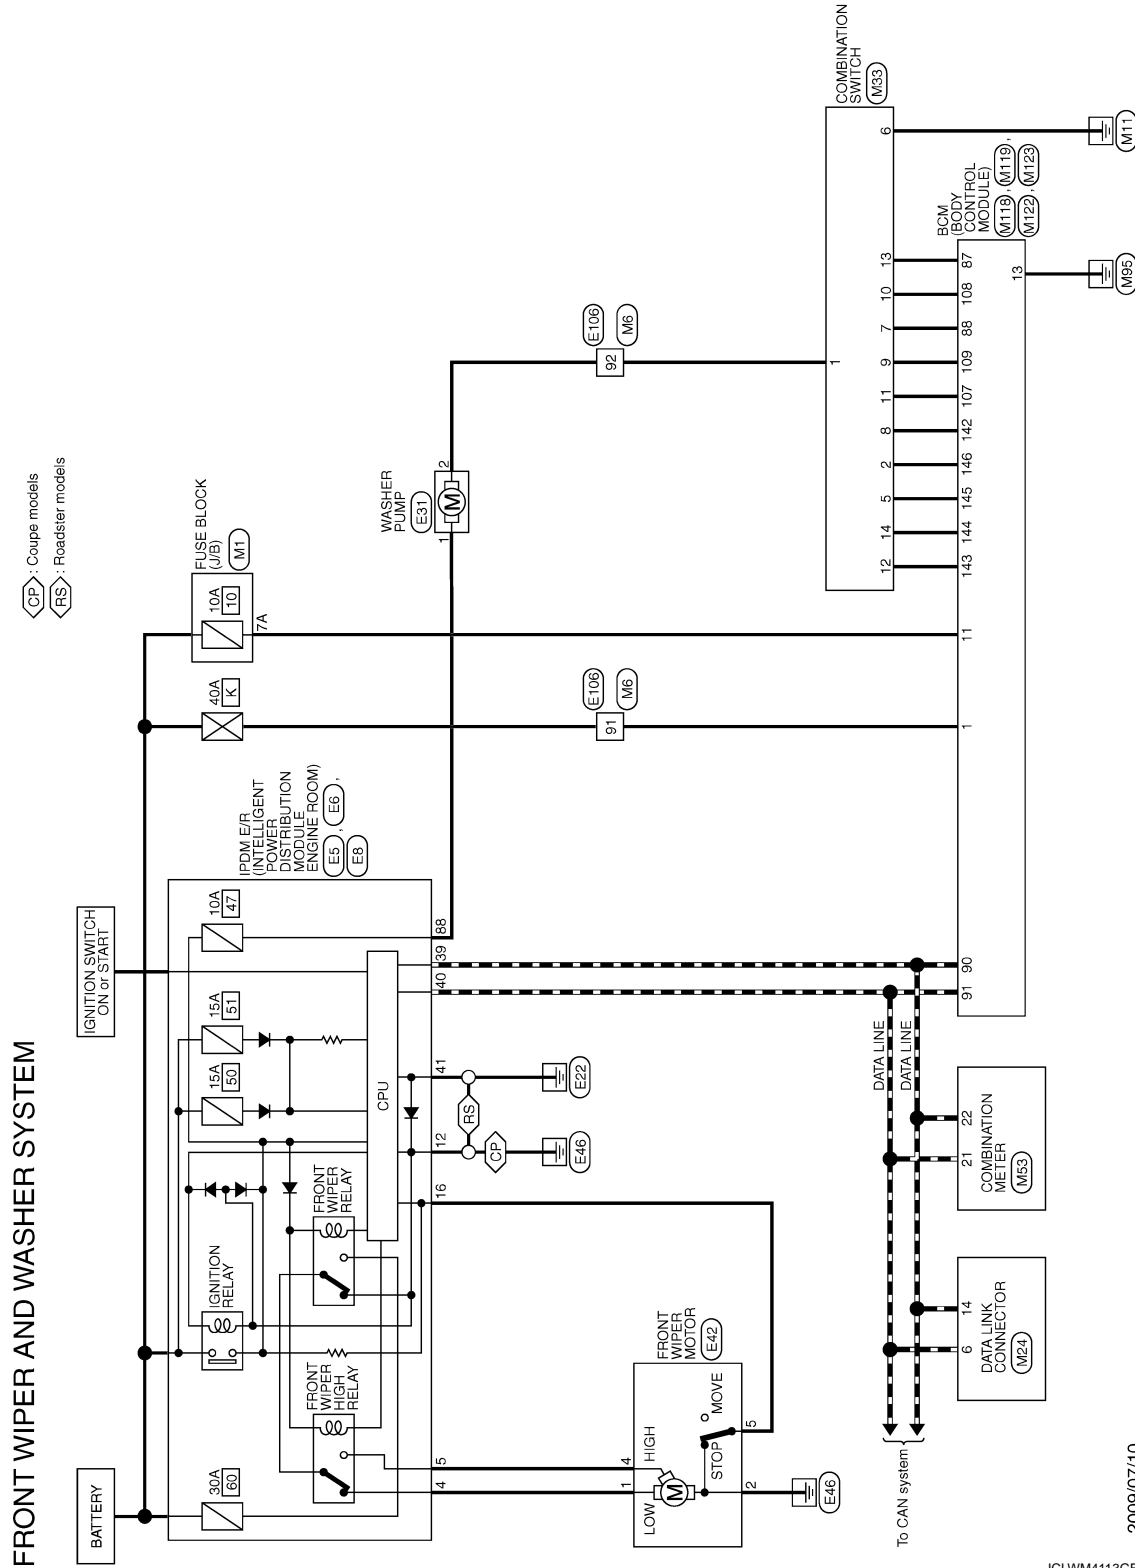 FRONT WIPER AND WASHER SYSTEM
CP : Coupe models
RS : Roadster models
BATTERY
IGNITION SWITCH
ON or START
40A
K
FUSE BLOCK
(J/B)
M1
10A
10
7A
30A
60
FRONT
WIPER
HIGH
RELAY
IGNITION
RELAY
FRONT
WIPER
RELAY
15A
50
15A
51
10A
47
CPU
IPDM E/R
(INTELLIGENT
POWER
DISTRIBUTION
MODULE
ENGINE ROOM)
E5 , E6 ,
E8
4
5
16
12
41
40
39
88
RS
CP
E46
E22
WASHER
PUMP
E31
1
M
2
91
E106
M6
92
E106
M6
FRONT
WIPER
MOTOR
E42
1
4
LOW
HIGH
M
STOP
MOVE
2
5
E46
COMBINATION
SWITCH
M33
1
12
14
5
2
8
11
9
7
10
13
6
M11
DATA LINE
DATA LINE
91
90
1
11
143
144
145
146
142
107
109
88
108
87
BCM
(BODY
CONTROL
MODULE)
M118 , M119 ,
M122 , M123
13
M95
To CAN system
6
14
DATA LINK
CONNECTOR
M24
21
22
COMBINATION
METER
M53
2009/07/10